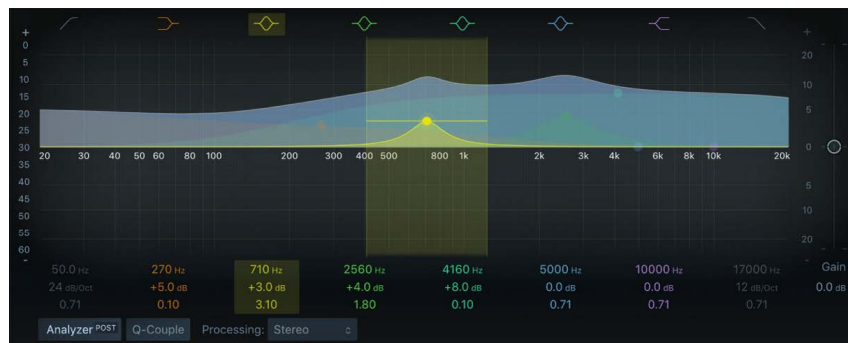 + +
0
5 20
10 10
15
20 5
25
30 20 30 40 50 60 80 100 200 300 400 500 800 1k 2k 3k 4k 6k 8k 10k 20k 0
35
40
45 5
50
55 10
60 20
- -
50.0 Hz 270 Hz 710 Hz 2560 Hz 4160 Hz 5000 Hz 10000 Hz 17000 Hz Gain
24 dB/Oct +5.0 dB +3.0 dB +4.0 dB +8.0 dB 0.0 dB 0.0 dB 12 dB/Oct 0.0 dB
0.71 0.10 3.10 1.80 0.10 0.71 0.71 0.71
Analyzer POST Q-Couple Processing: Stereo